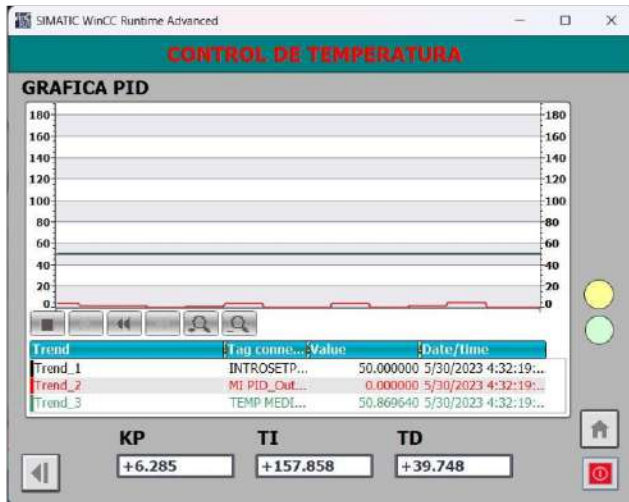 SIMATIC WinCC Runtime Advanced
CONTROL DE TEMPERATURA
GRAFICA PID
180 180
160 160
140 140
120 120
100 100
80 80
60 60
40 40
20 20
0 0
Trend Tag conne... Value Date/time
Trend_1 INTROSETP... 50.000000 5/30/2023 4:32:19:...
Trend_2 MI PID_Out... 0.000000 5/30/2023 4:32:19:...
Trend_3 TEMP MEDI... 50.869640 5/30/2023 4:32:19:...
KP TI TD
+6.285 +157.858 +39.748